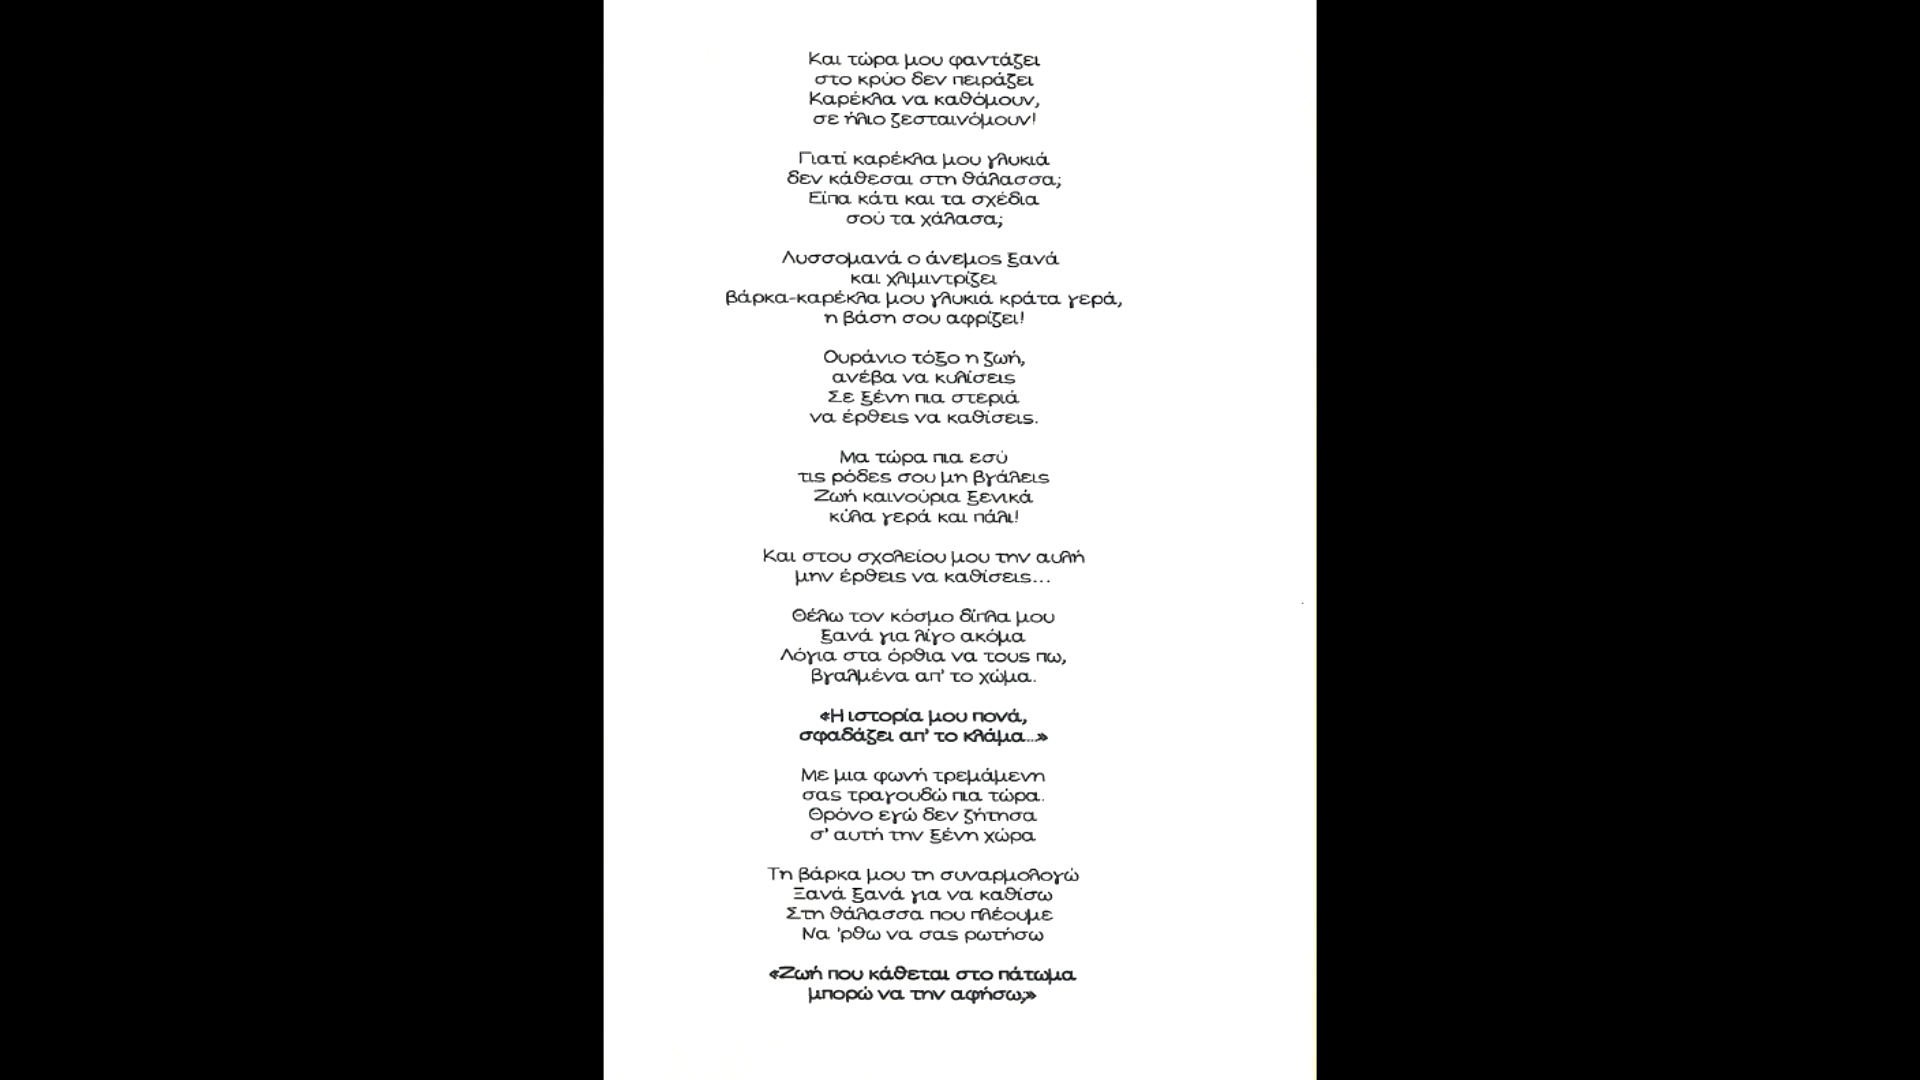 Και τώρα μου φαντάζει
στο κρύο δεν πειράζει
Καρέκλα να καθόμουν,
σε ήλιο ζεσταινόμουν!
Γιατί καρέκλα μου γλυκιά
δεν κάθεσαι στη θάλασσα;
Είπα κάτι και τα σχέδια
σού τα χάλασα;
Λυσσομανά ο άνεμος ξανά
και χλιμιντρίζει
βάρκα-καρέκλα μου γλυκιά κράτα γερά,
η βάση σου αφρίζει!
Ουράνιο τόξο η ζωή,
ανέβα να κυλίσεις
Σε ξένη πια στεριά
να έρθεις να καθίσεις.
Μα τώρα πια εσύ
τις ρόδες σου μη βγάλεις
Ζωή καινούρια ξενικά
κύλα γερά και πάλι!
Και στου σχολείου μου την αυλή
μην έρθεις να καθίσεις...
Θέλω τον κόσμο δίπλα μου
ξανά για λίγο ακόμα
Λόγια στα όρθια να τους πω,
βγαλμένα απ' το χώμα.
«Η ιστορία μου πονά,
σφαδάζει απ' το κλάμα...»
Με μια φωνή τρεμάμενη
σας τραγουδώ πια τώρα.
Θρόνο εγώ δεν ζήτησα
σ' αυτή την ξένη χώρα
Τη βάρκα μου τη συναρμολογώ
Ξανά ξανά για να καθίσω
Στη θάλασσα που πλέουμε
Να 'ρθω να σας ρωτήσω
«Ζωή που κάθεται στο πάτωμα
μπορώ να την αφήσω;»